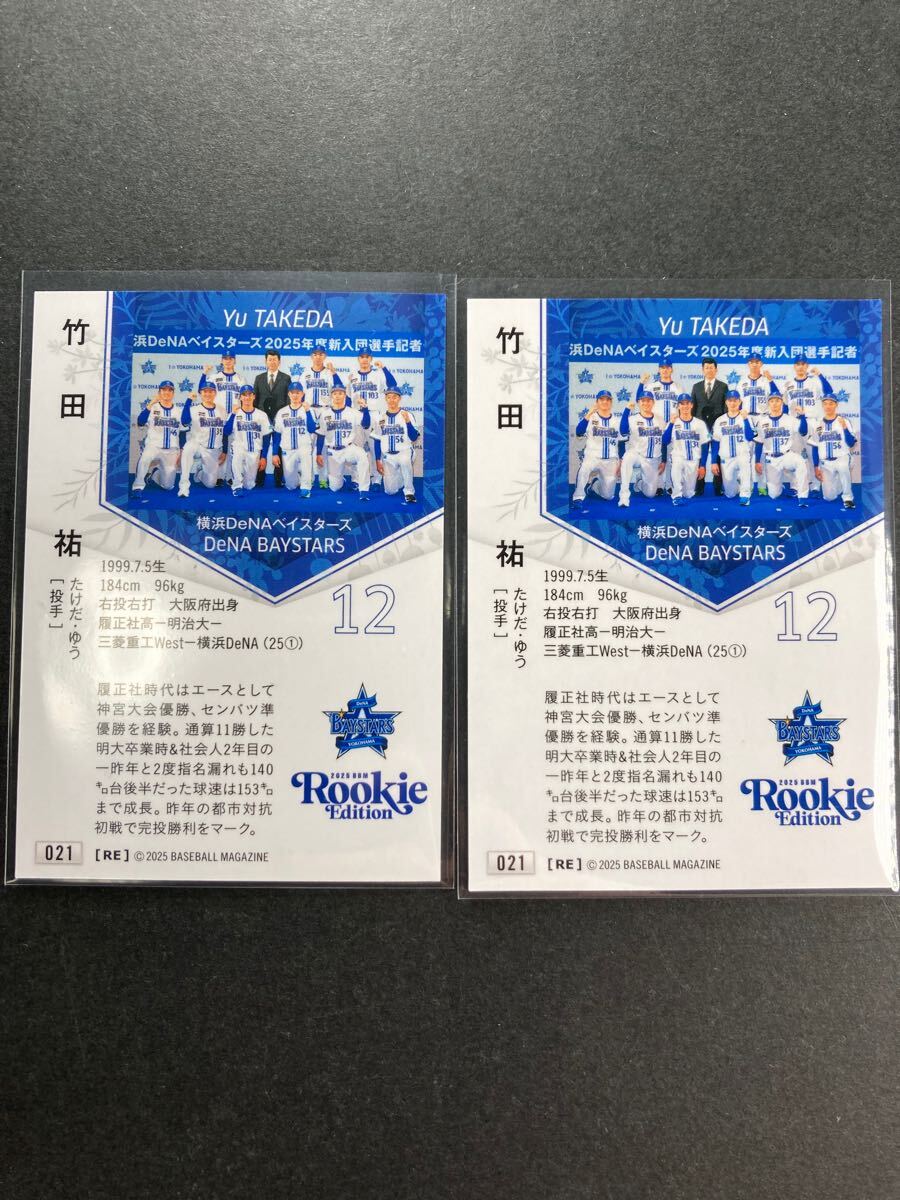 Yu TAKEDA
浜DeNAベイスターズ2025年度新入団選手記者
竹田 祐
たけだ・ゆう
[投手]
横浜DeNAベイスターズ
DeNA BAYSTARS
1999.7.5生
184cm 96kg
右投右打 大阪府出身
履正社高ー明治大ー
三菱重工West－横浜DeNA (25①)
12
履正社時代はエースとして
神宮大会優勝、センバツ準
優勝を経験。通算11勝した
明大卒業時&社会人2年目の
一昨年と2度指名漏れも140
㌔台後半だった球速は153㌔
まで成長。昨年の都市対抗
初戦で完投勝利をマーク。
DeNA
BAYSTARS
YOKOHAMA
2025 BBM
Rookie
Edition
021 [RE] © 2025 BASEBALL MAGAZINE
Yu TAKEDA
浜DeNAベイスターズ2025年度新入団選手記者
竹田 祐
たけだ・ゆう
[投手]
横浜DeNAベイスターズ
DeNA BAYSTARS
1999.7.5生
184cm 96kg
右投右打 大阪府出身
履正社高ー明治大ー
三菱重工West－横浜DeNA (25①)
12
履正社時代はエースとして
神宮大会優勝、センバツ準
優勝を経験。通算11勝した
明大卒業時&社会人2年目の
一昨年と2度指名漏れも140
㌔台後半だった球速は153㌔
まで成長。昨年の都市対抗
初戦で完投勝利をマーク。
DeNA
BAYSTARS
YOKOHAMA
2025 BBM
Rookie
Edition
021 [RE] © 2025 BASEBALL MAGAZINE